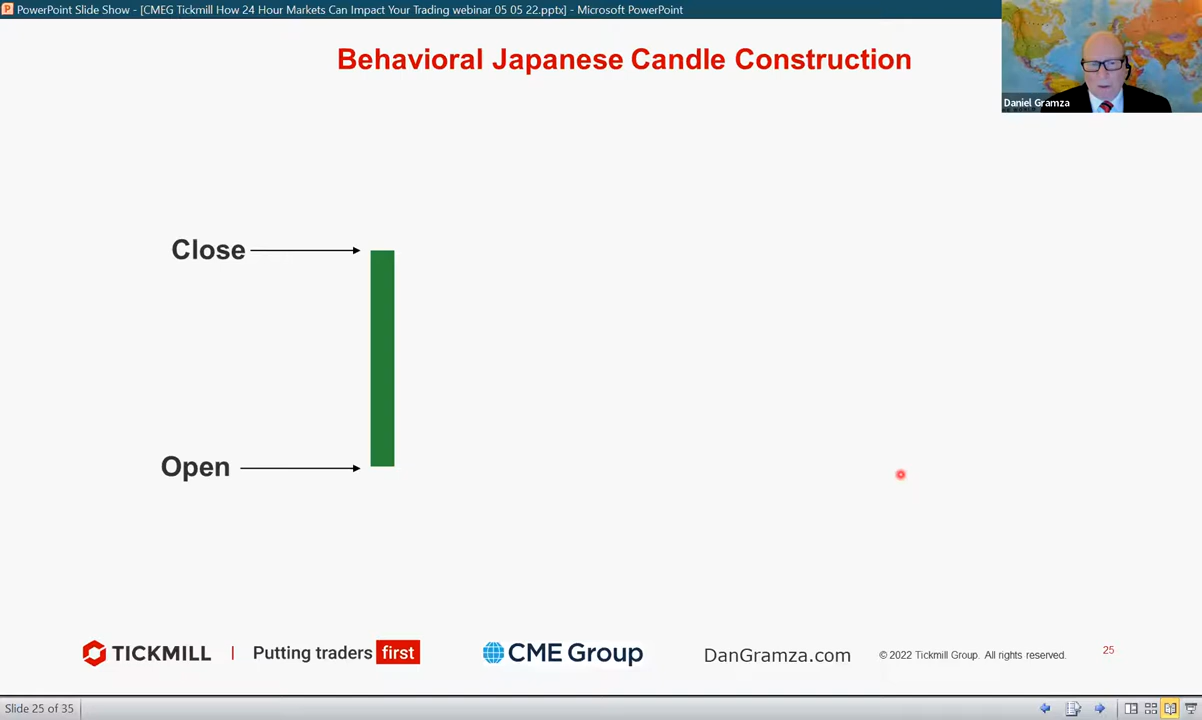 PowerPoint Slide Show - [CMEG Tickmill How 24 Hour Markets Can Impact Your Trading webinar 05 05 22.pptx] - Microsoft PowerPoint
Behavioral Japanese Candle Construction
Daniel Gramza
Close
Open
TICKMILL | Putting traders first
CME Group
DanGramza.com
© 2022 Tickmill Group. All rights reserved.
25
Slide 25 of 35